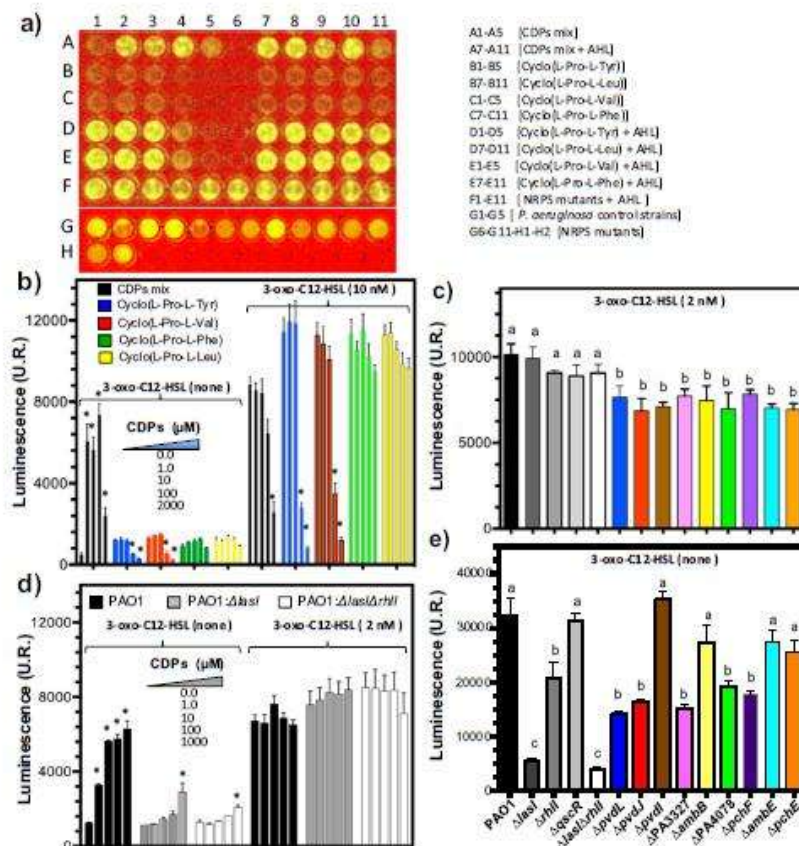 a)
1 2 3 4 5 6 7 8 9 10 11
A
B
C
D
E
F
G
H
A1-A5 [CDPs mix]
A7-A11 [CDPs mix + AHL]
B1-B5 [Cyclo(L-Pro-L-Tyr)]
B7-B11 [Cyclo(L-Pro-L-Leu)]
C1-C5 [Cyclo(L-Pro-L-Val)]
C7-C11 [Cyclo(L-Pro-L-Phe)]
D1-D5 [Cyclo(L-Pro-L-Tyr) + AHL]
D7-D11 [Cyclo(L-Pro-L-Leu) + AHL]
E1-E5 [Cyclo(L-Pro-L-Val) + AHL]
E7-E11 [Cyclo(L-Pro-L-Phe) + AHL]
F1-E11 [NRPS mutants + AHL]
G1-G5 [P. aeruginosa control strains]
G6-G11-H1-H2 [NRPS mutants]
b)
Luminescence (U.R.)
12000
8000
4000
0
CDPs mix
Cyclo(L-Pro-L-Tyr)
Cyclo(L-Pro-L-Val)
Cyclo(L-Pro-L-Phe)
Cyclo(L-Pro-L-Leu)
3-oxo-C12-HSL (10 nM)
3-oxo-C12-HSL (none)
CDPs (µM)
0.0
1.0
10
100
2000
* * * * * * * * * * * *
c)
Luminescence (U.R.)
10000
5000
0
3-oxo-C12-HSL (2 nM)
a a a a a b b b b b b b b b
d)
Luminescence (U.R.)
12000
8000
4000
0
PAO1 PAO1:ΔlasI PAO1:ΔlasIΔrhlI
3-oxo-C12-HSL (none)
3-oxo-C12-HSL (2 nM)
CDPs (µM)
0.0
1.0
10
100
1000
* * * * * *
e)
Luminescence (U.R.)
40000
30000
20000
10000
0
3-oxo-C12-HSL (none)
a c b a c b b a b a b b a a
PAO1 ΔlasI ΔrhlI ΔqscR ΔlasIΔrhlI ΔpvdL ΔpvdJ ΔpvdI ΔPA3327 ΔambB ΔPA4078 ΔpchF ΔambE ΔpchE